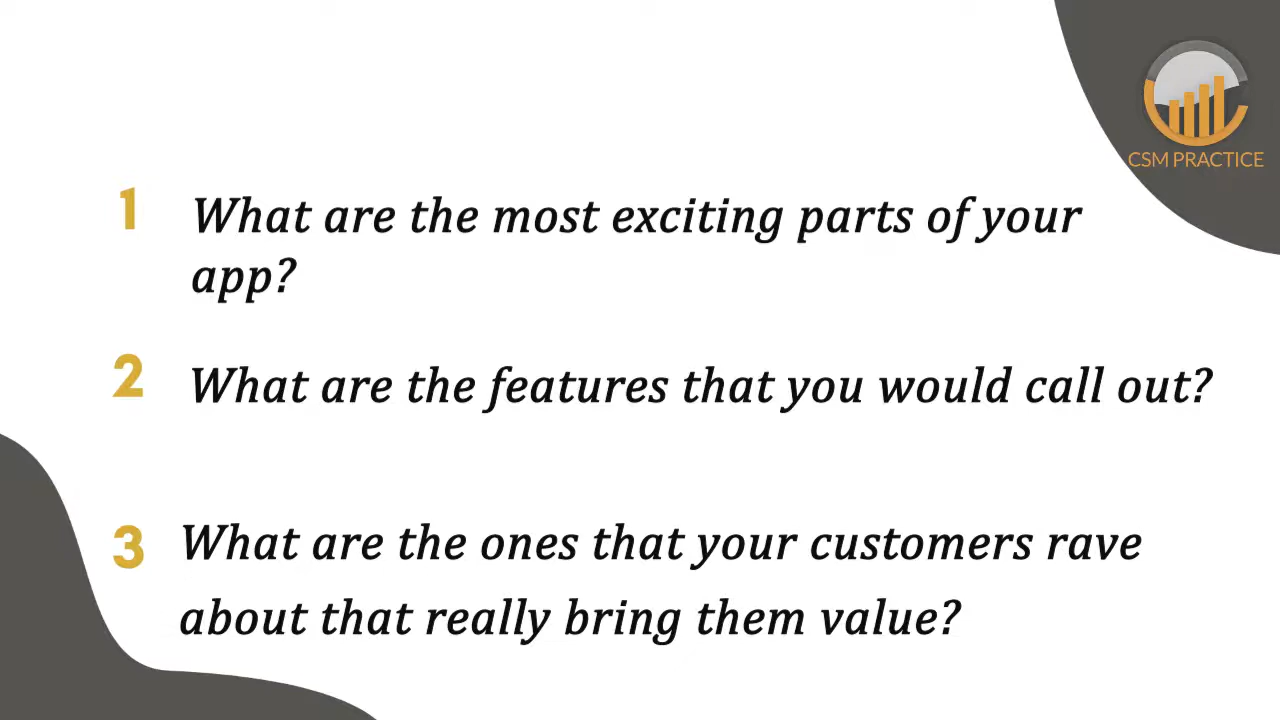 CSM PRACTICE
1 What are the most exciting parts of your
app?
2 What are the features that you would call out?
3 What are the ones that your customers rave
about that really bring them value?